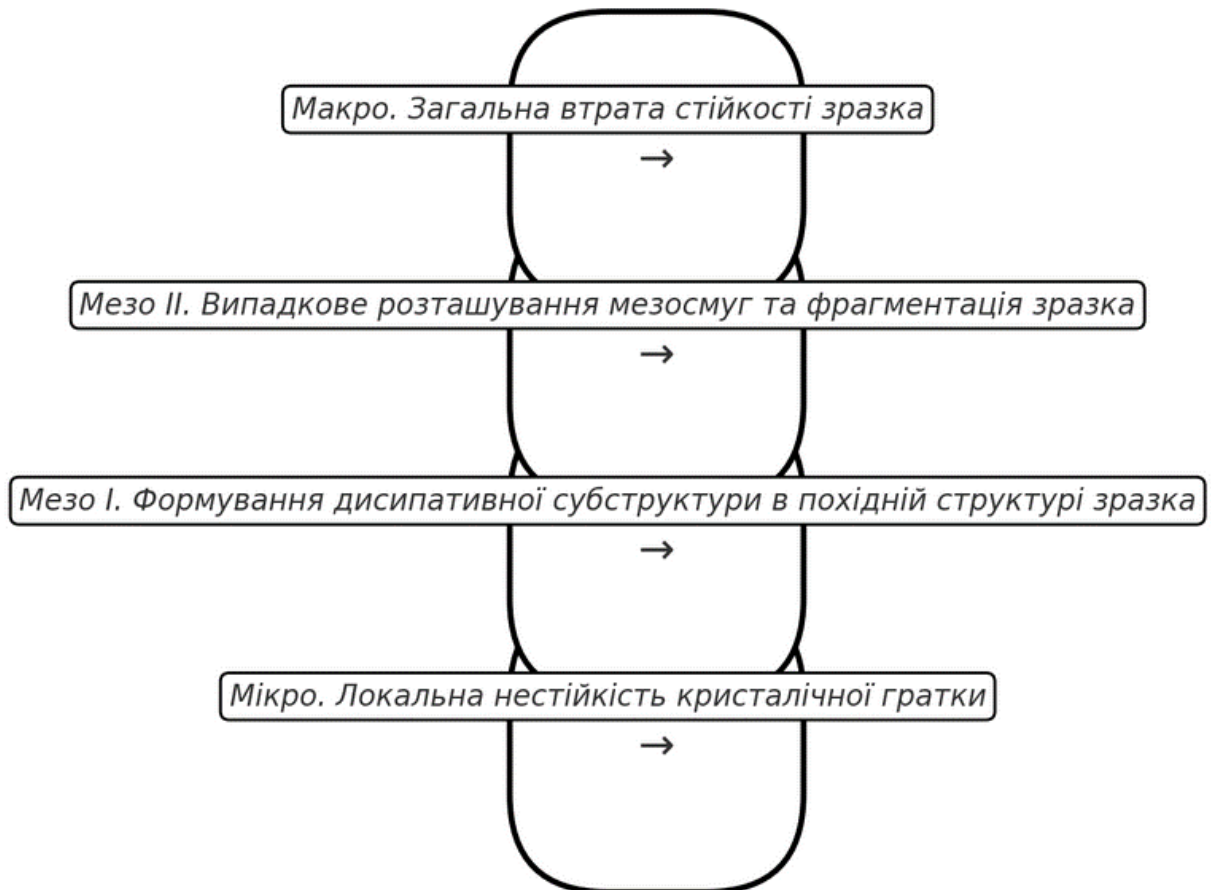 Макро. Загальна втрата стійкості зразка
→
Мезо II. Випадкове розташування мезосмуг та фрагментація зразка
→
Мезо I. Формування дисипативної субструктури в похідній структурі зразка
→
Мікро. Локальна нестійкість кристалічної гратки
→